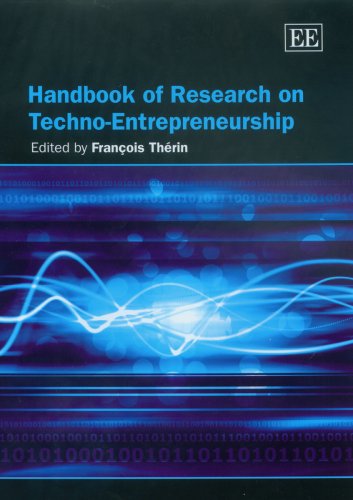 EE
Handbook of Research on
Techno-Entrepreneurship
Edited by François Thérin